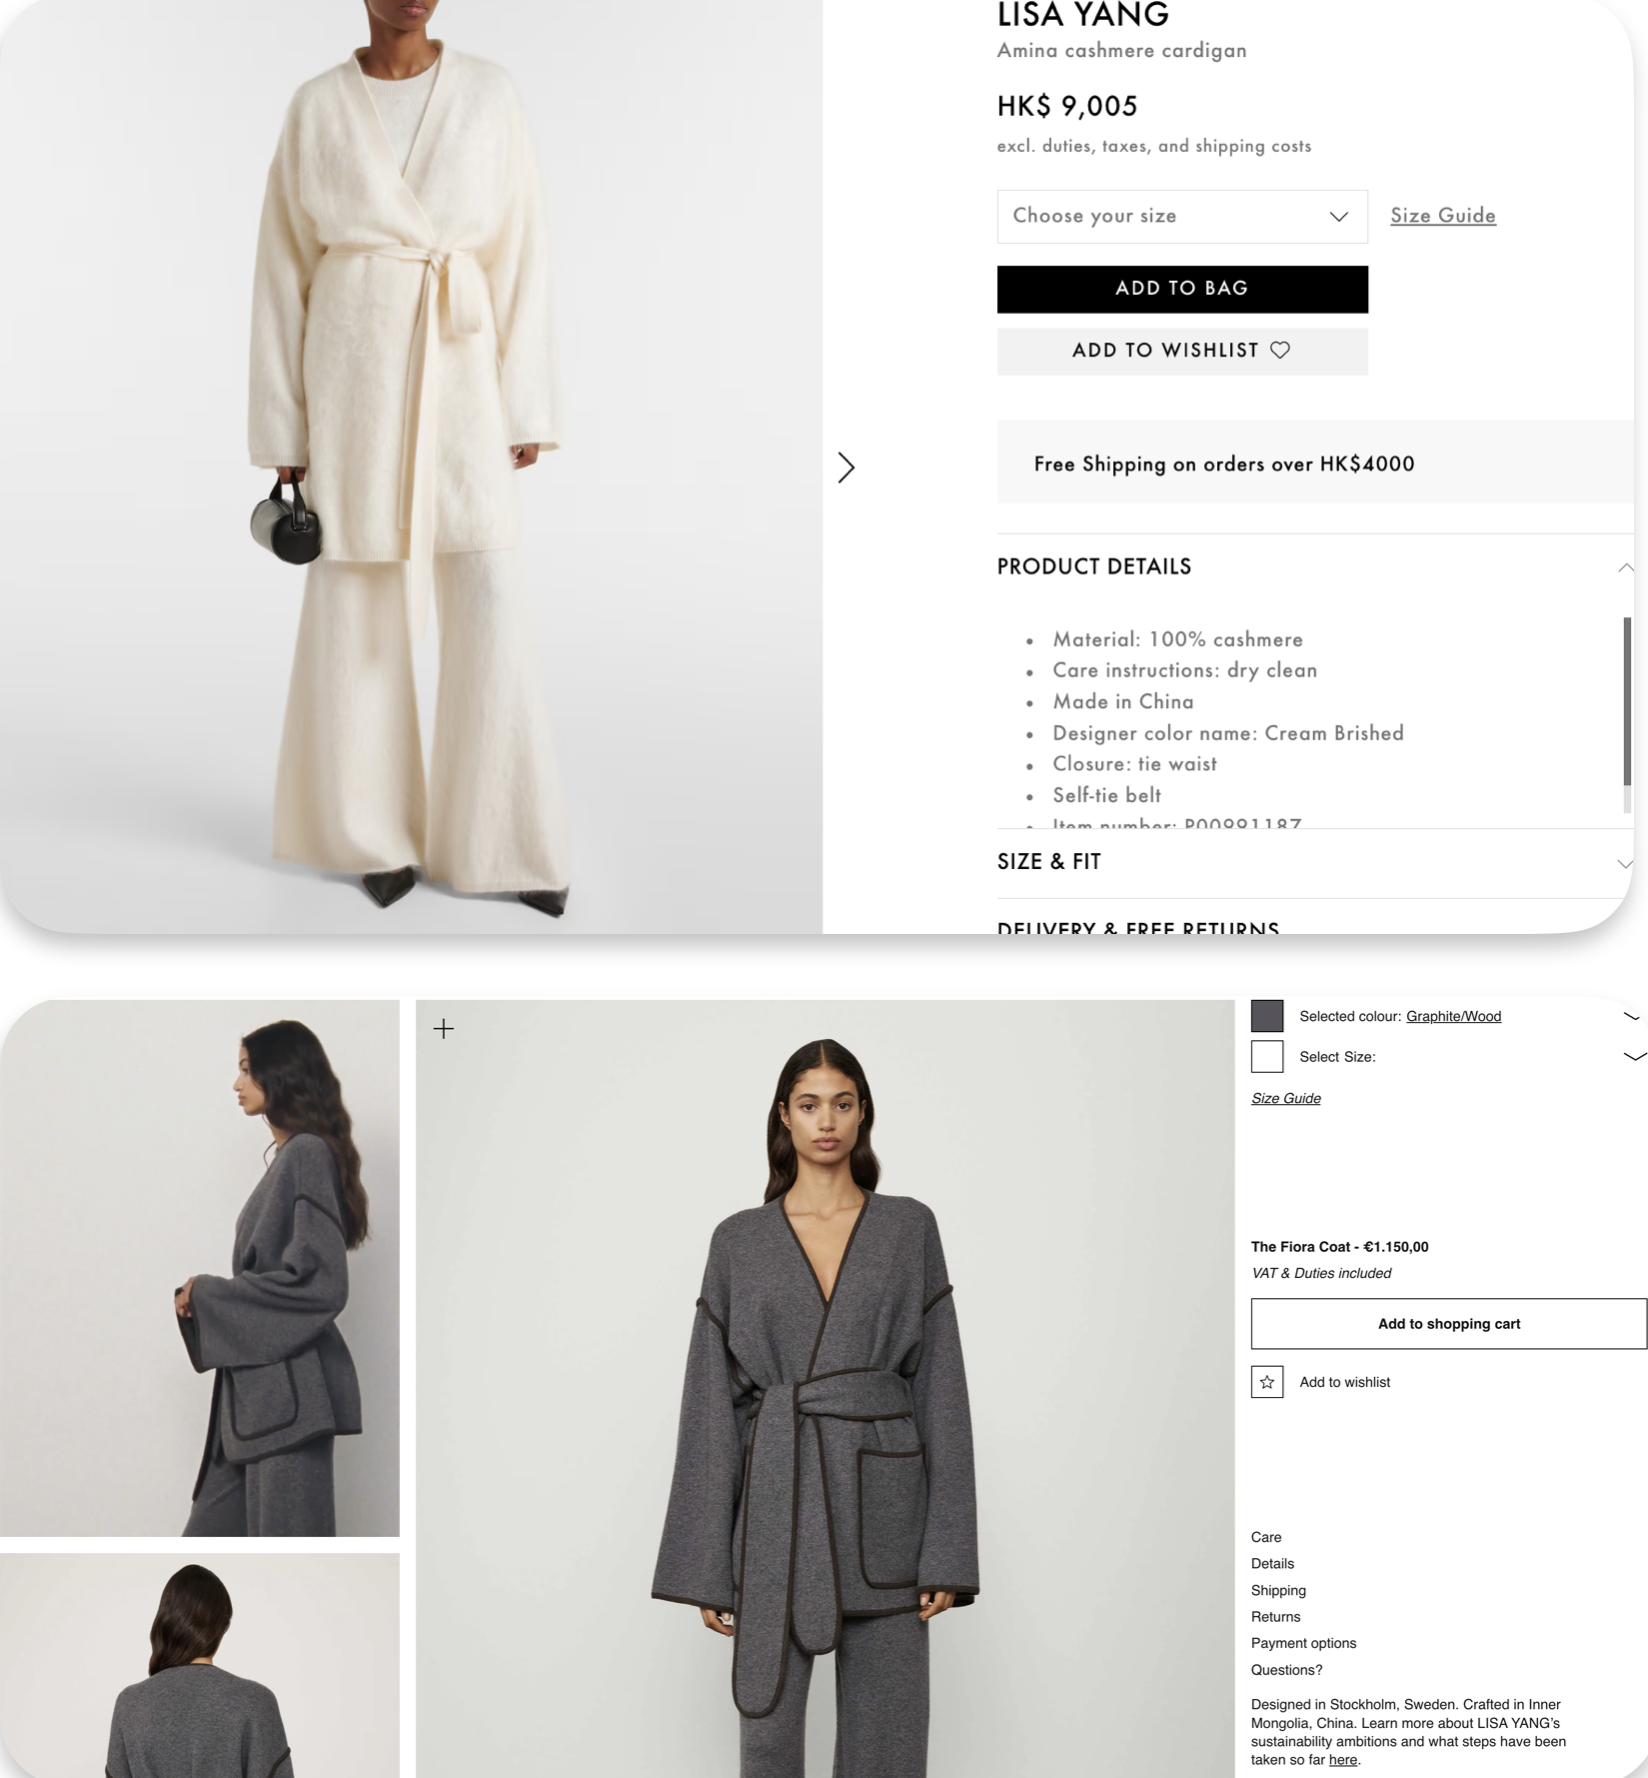 LISA YANG
Amina cashmere cardigan
HK$ 9,005
excl. duties, taxes, and shipping costs
Choose your size
Size Guide
ADD TO BAG
ADD TO WISHLIST
Free Shipping on orders over HK$4000
PRODUCT DETAILS
• Material: 100% cashmere
• Care instructions: dry clean
• Made in China
• Designer color name: Cream Brished
• Closure: tie waist
• Self-tie belt
• Item number: P00991187
SIZE & FIT
DELIVERY & FREE RETURNS
Selected colour: Graphite/Wood
Select Size:
Size Guide
The Fiora Coat - €1.150,00
VAT & Duties included
Add to shopping cart
Add to wishlist
Care
Details
Shipping
Returns
Payment options
Questions?
Designed in Stockholm, Sweden. Crafted in Inner
Mongolia, China. Learn more about LISA YANG's
sustainability ambitions and what steps have been
taken so far here.